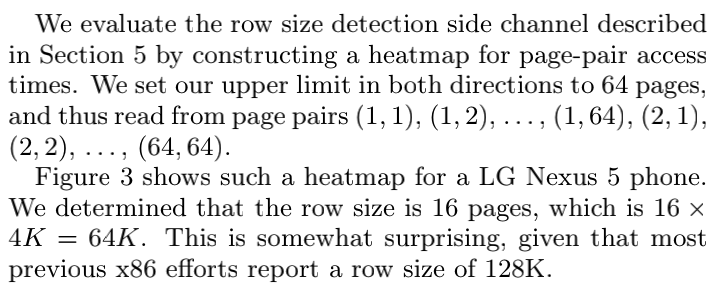 We evaluate the row size detection side channel described
in Section 5 by constructing a heatmap for page-pair access
times. We set our upper limit in both directions to 64 pages,
and thus read from page pairs (1, 1), (1, 2), ..., (1, 64), (2, 1),
(2, 2), ..., (64, 64).
Figure 3 shows such a heatmap for a LG Nexus 5 phone.
We determined that the row size is 16 pages, which is 16 ×
4K = 64K. This is somewhat surprising, given that most
previous x86 efforts report a row size of 128K.